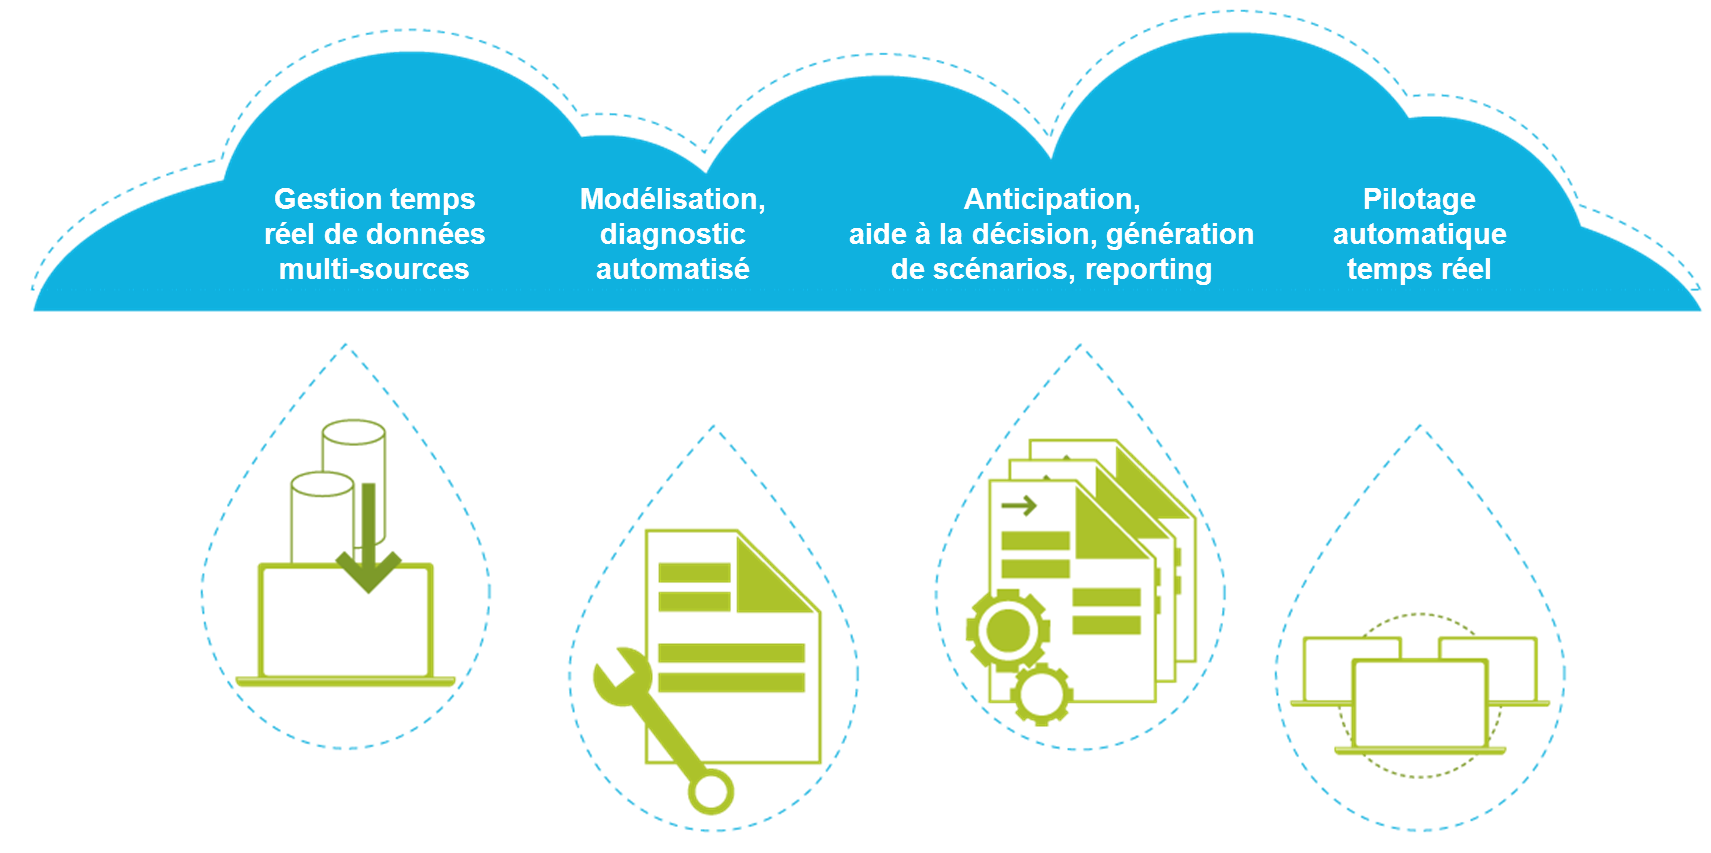 Gestion temps
réel de données
multi-sources
Modélisation,
diagnostic
automatisé
Anticipation,
aide à la décision, génération
de scénarios, reporting
Pilotage
automatique
temps réel